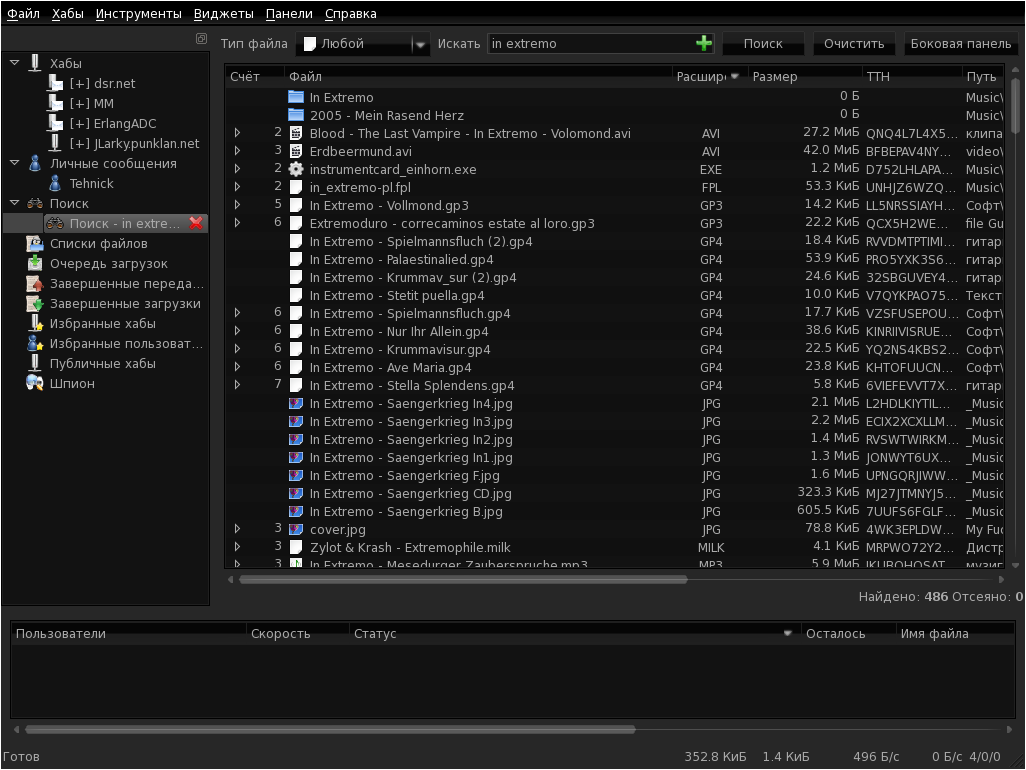 Файл Хабы Инструменты Виджеты Панели Справка
Тип файла Любой Искать in extremo Поиск Очистить Боковая панель
Хабы
[+] dsr.net
[+] MM
[+] ErlangADC
[+] JLarky.punklan.net
Личные сообщения
Tehnick
Поиск
Поиск - in extre...
Списки файлов
Очередь загрузок
Завершенные переда...
Завершенные загрузки
Избранные хабы
Избранные пользоват...
Публичные хабы
Шпион
Счёт Файл Расшир Размер TTH Путь
In Extremo 0 Б Music\
2005 - Mein Rasend Herz 0 Б Music\
2 Blood - The Last Vampire - In Extremo - Volomond.avi AVI 27.2 МиБ QNQ4L7L4X5... клипа
3 Erdbeermund.avi AVI 42.0 МиБ BFBEPAV4NY... video\
2 instrumentcard_einhorn.exe EXE 1.2 МиБ D752LHLAPA... Music\
2 in_extremo-pl.fpl FPL 53.3 КиБ UNHJZ6WZQ... Music\
5 In Extremo - Vollmond.gp3 GP3 14.2 КиБ LL5NRSSIAYH... Софт\
6 Extremoduro - correcaminos estate al loro.gp3 GP3 22.2 КиБ QCX5H2WE... file Gu
In Extremo - Spielmannsfluch (2).gp4 GP4 18.4 КиБ RVVDMTPTIMI... гитар
In Extremo - Palaestinalied.gp4 GP4 53.9 КиБ PRO5YXK3S6... гитар
In Extremo - Krummav_sur (2).gp4 GP4 24.6 КиБ 32SBGUVEY4... гитар
In Extremo - Stetit puella.gp4 GP4 10.0 КиБ V7QYKPAO75... Текст
6 In Extremo - Spielmannsfluch.gp4 GP4 17.7 КиБ VZSFUSEPOU... Софт\
6 In Extremo - Nur Ihr Allein.gp4 GP4 38.6 КиБ KINRIIVISRUE... Софт\
6 In Extremo - Krummavisur.gp4 GP4 22.5 КиБ YQ2NS4KBS2... Софт\
6 In Extremo - Ave Maria.gp4 GP4 23.8 КиБ KHTOFUUCN... Софт\
7 In Extremo - Stella Splendens.gp4 GP4 5.8 КиБ 6VIEFEVVT7X... гитар
In Extremo - Saengerkrieg In4.jpg JPG 2.1 МиБ L2HDLKIYTIL... _Music
In Extremo - Saengerkrieg In3.jpg JPG 2.2 МиБ ECIX2XCXLLM... _Music
In Extremo - Saengerkrieg In2.jpg JPG 1.4 МиБ RVSWTWIRKM... _Music
In Extremo - Saengerkrieg In1.jpg JPG 1.3 МиБ JONWYT6UX... _Music
In Extremo - Saengerkrieg F.jpg JPG 1.6 МиБ UPNGQRJIWW... _Music
In Extremo - Saengerkrieg CD.jpg JPG 323.3 КиБ MJ27JTMNYJ5... _Music
In Extremo - Saengerkrieg B.jpg JPG 605.5 КиБ 7UUFS6FGLF... _Music
3 cover.jpg JPG 78.8 КиБ 4WK3EPLDW... My Fuc
3 Zylot & Krash - Extremophile.milk MILK 4.1 КиБ MRPWO72Y2... Дистр
3 In Extremo - Mesedurger Zauberspruche.mp3 MP3 5.9 МиБ
Найдено: 486 Отсеяно: 0
Пользователи Скорость Статус Осталось Имя файла
Готов 352.8 КиБ 1.4 КиБ 496 Б/с 0 Б/с 4/0/0